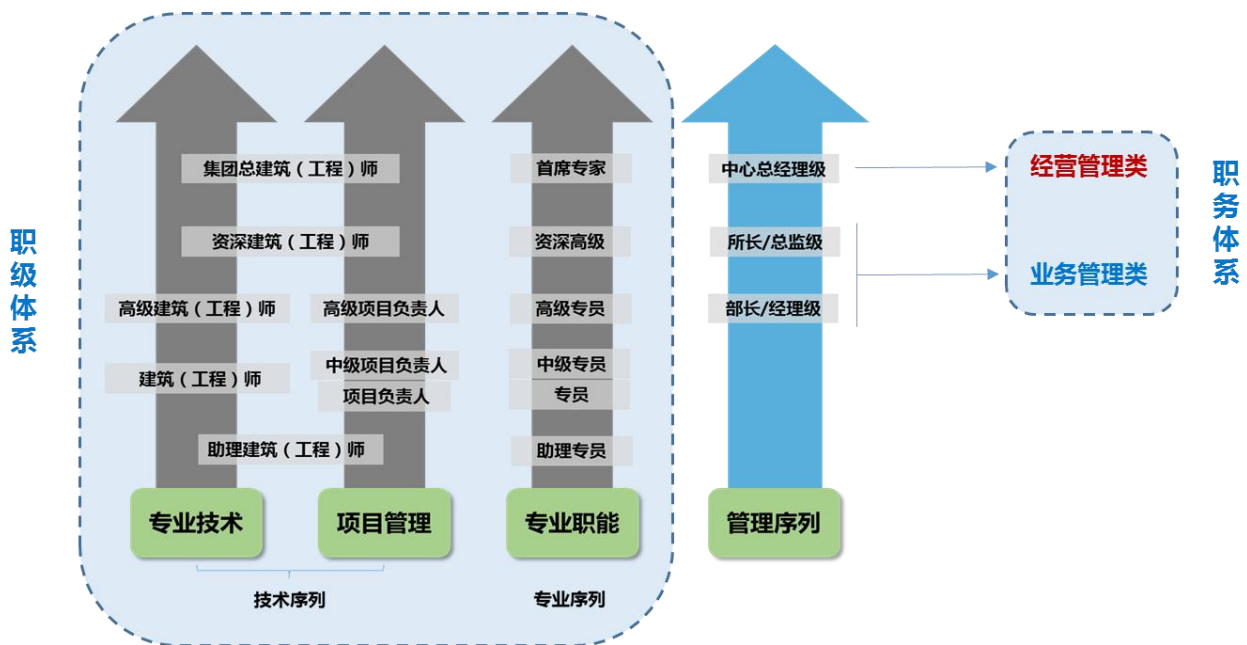 职级体系
集团总建筑（工程）师
首席专家
中心总经理级
经营管理类
职务体系
资深建筑（工程）师
资深高级
所长/总监级
业务管理类
高级建筑（工程）师
高级项目负责人
高级专员
部长/经理级
建筑（工程）师
中级项目负责人
中级专员
项目负责人
专员
助理建筑（工程）师
助理专员
专业技术
项目管理
专业职能
管理序列
技术序列
专业序列